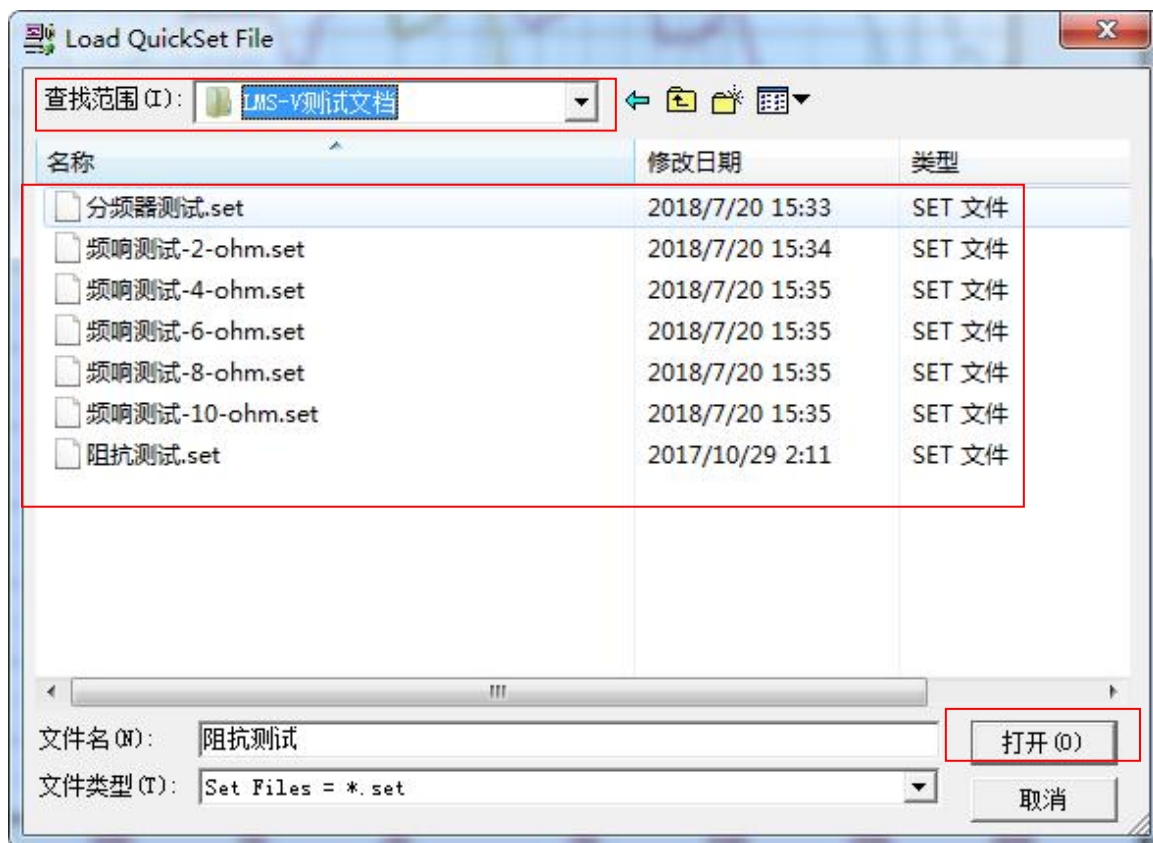 Load QuickSet File
查找范围(I): LMS-V测试文档
名称 修改日期 类型
分频器测试.set 2018/7/20 15:33 SET 文件
频响测试-2-ohm.set 2018/7/20 15:34 SET 文件
频响测试-4-ohm.set 2018/7/20 15:35 SET 文件
频响测试-6-ohm.set 2018/7/20 15:35 SET 文件
频响测试-8-ohm.set 2018/7/20 15:35 SET 文件
频响测试-10-ohm.set 2018/7/20 15:35 SET 文件
阻抗测试.set 2017/10/29 2:11 SET 文件
文件名(N): 阻抗测试 打开(O)
文件类型(T): Set Files = *.set 取消